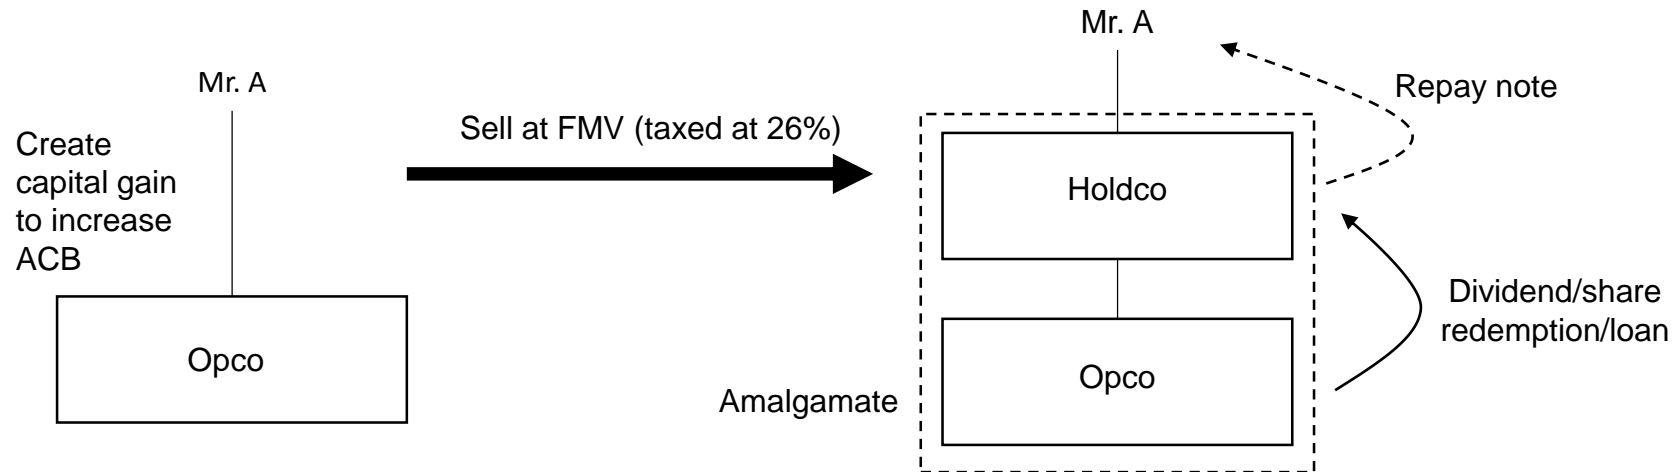 Mr. A
Create
capital gain
to increase
ACB
Opco
Sell at FMV (taxed at 26%)
Mr. A
Repay note
Holdco
Dividend/share
redemption/loan
Opco
Amalgamate